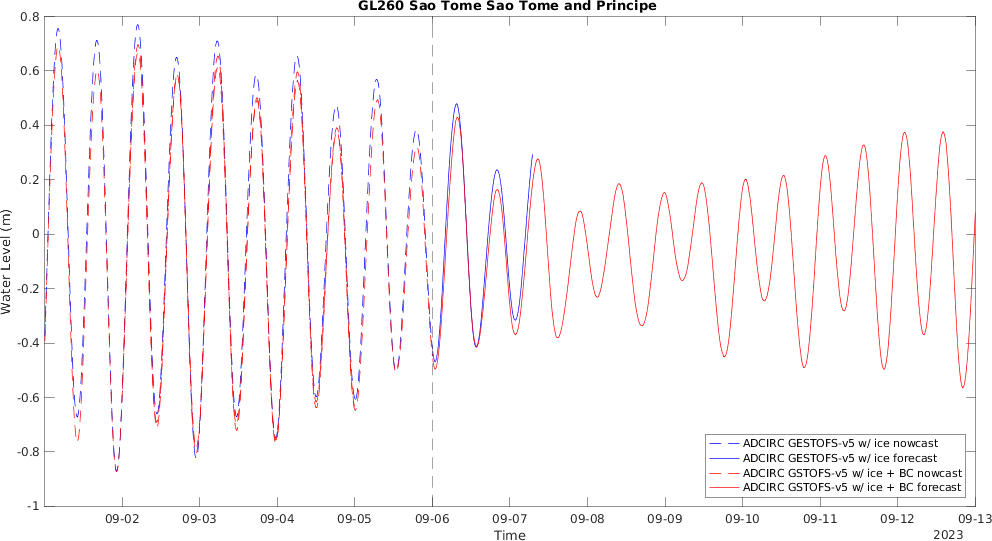 GL260 Sao Tome Sao Tome and Principe
0.8
0.6
0.4
0.2
0
-0.2
-0.4
-0.6
-0.8
-1
Water Level (m)
ADCIRC GESTOFS-v5 w/ ice nowcast
ADCIRC GESTOFS-v5 w/ ice forecast
ADCIRC GSTOFS-v5 w/ ice + BC nowcast
ADCIRC GSTOFS-v5 w/ ice + BC forecast
09-02 09-03 09-04 09-05 09-06 09-07 09-08 09-09 09-10 09-11 09-12 09-13
Time
2023